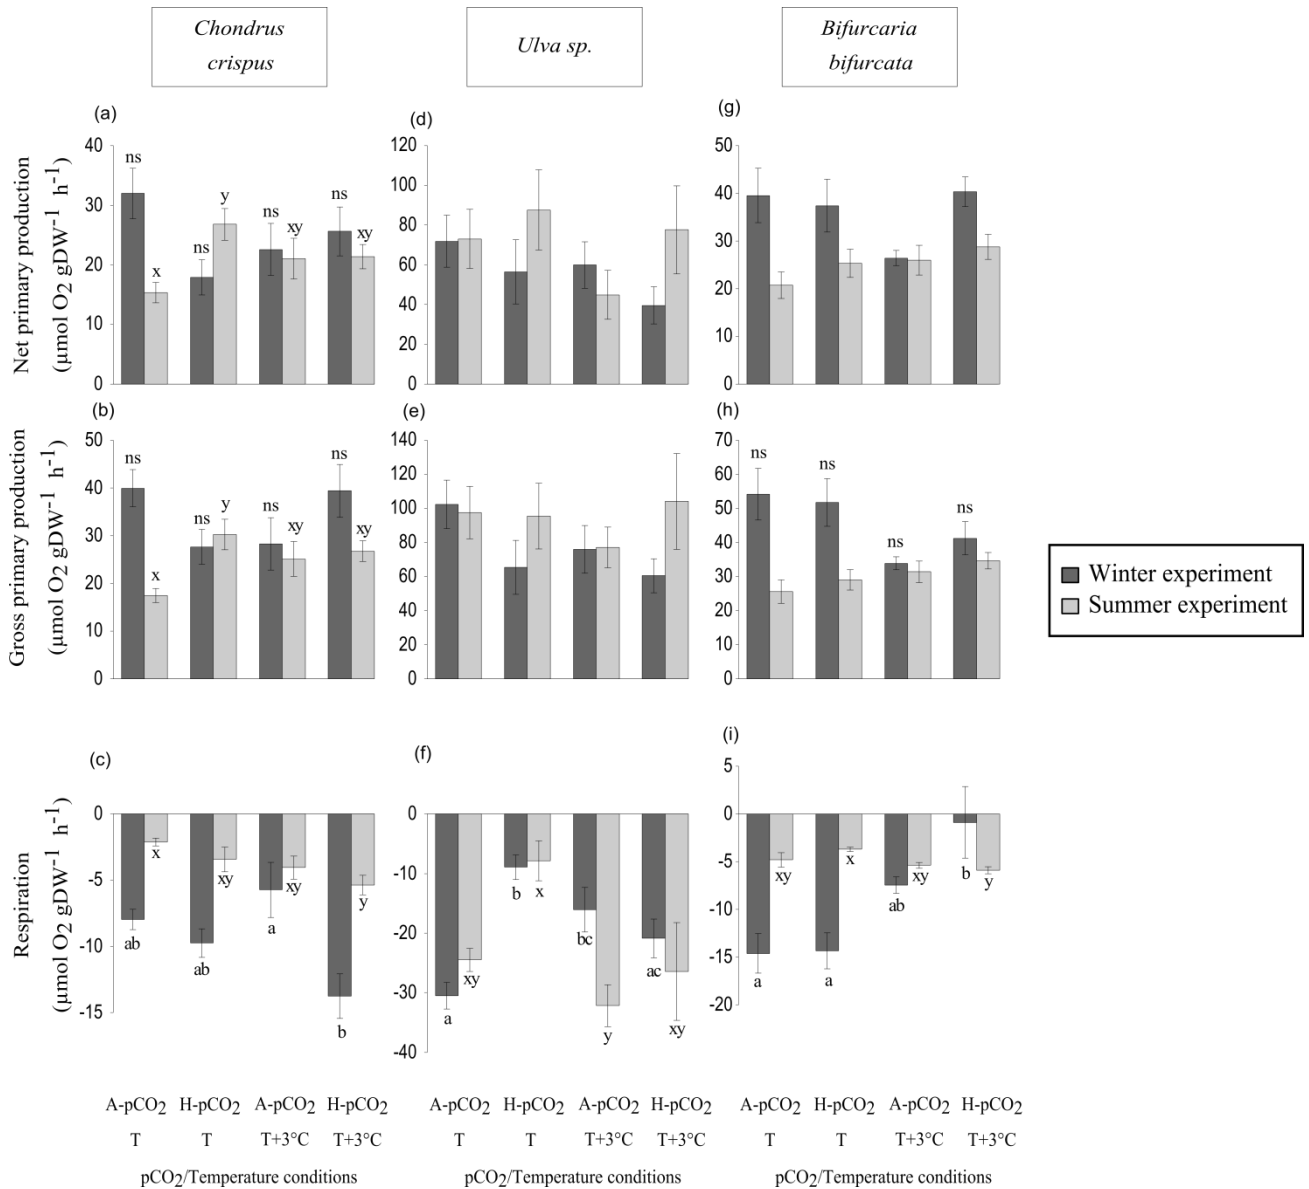 Chondrus
crispus
Ulva sp.
Bifurcaria
bifurcata
(a)
(d)
(g)
Net primary production
(µmol O2 gDW-1 h-1)
40
30
20
10
0
ns
x
ns
y
ns
xy
ns
xy
120
100
80
60
40
20
0
50
40
30
20
10
0
(b)
(e)
(h)
Gross primary production
(µmol O2 gDW-1 h-1)
50
40
30
20
10
0
ns
x
ns
y
ns
xy
ns
xy
140
120
100
80
60
40
20
0
70
60
50
40
30
20
10
0
ns
ns
ns
ns
Winter experiment
Summer experiment
(c)
(f)
(i)
Respiration
(µmol O2 gDW-1 h-1)
0
-5
-10
-15
ab
x
ab
xy
a
xy
b
y
0
-10
-20
-30
-40
a
xy
b
x
bc
y
ac
xy
5
0
-5
-10
-15
-20
a
xy
a
x
ab
xy
b
y
A-pCO2 H-pCO2 A-pCO2 H-pCO2
T T T+3°C T+3°C
pCO2/Temperature conditions
A-pCO2 H-pCO2 A-pCO2 H-pCO2
T T T+3°C T+3°C
pCO2/Temperature conditions
A-pCO2 H-pCO2 A-pCO2 H-pCO2
T T T+3°C T+3°C
pCO2/Temperature conditions